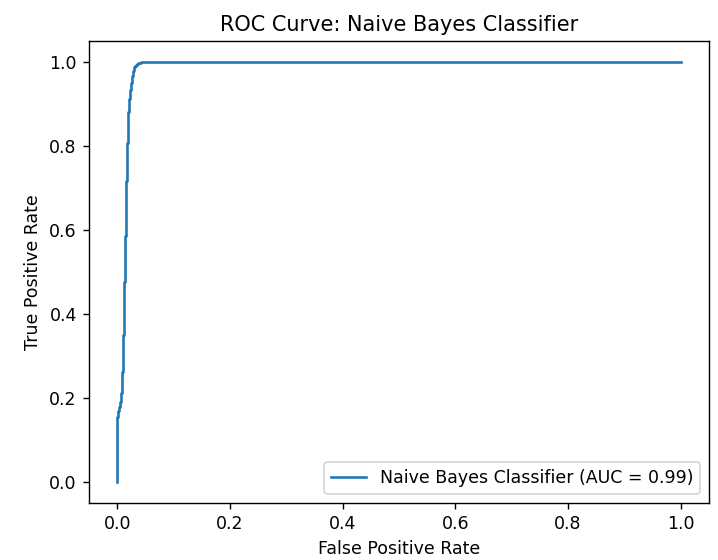 ROC Curve: Naive Bayes Classifier
1.0
0.8
0.6
0.4
0.2
0.0
True Positive Rate
Naive Bayes Classifier (AUC = 0.99)
0.0 0.2 0.4 0.6 0.8 1.0
False Positive Rate